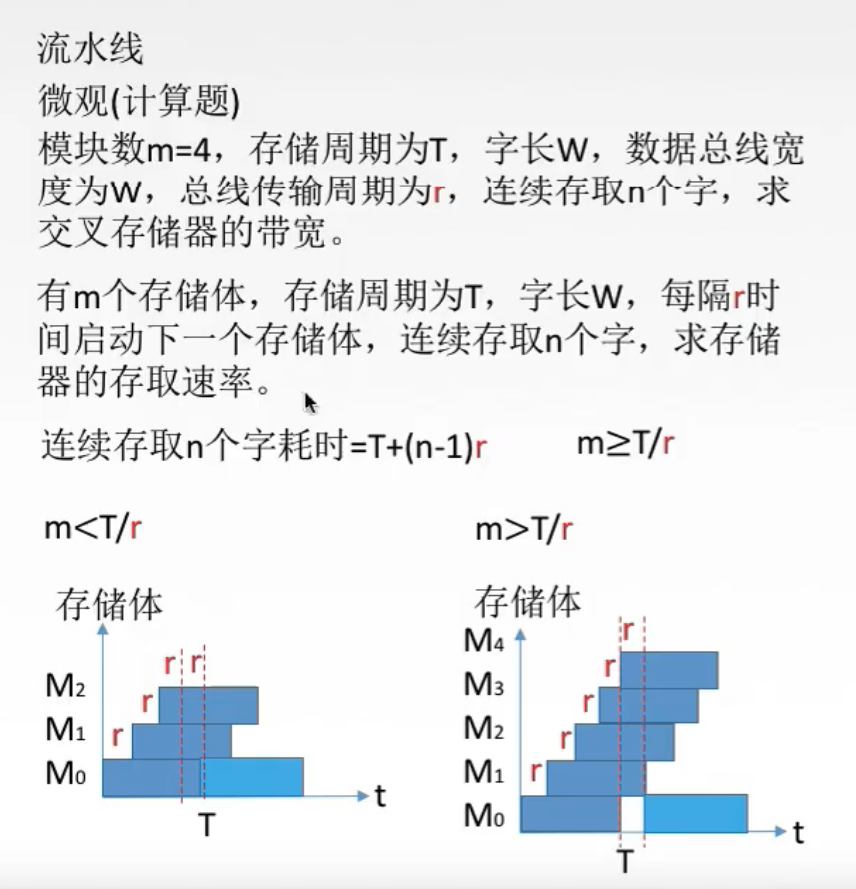 流水线
微观(计算题)
模块数m=4，存储周期为T，字长W，数据总线宽
度为W，总线传输周期为r，连续存取n个字，求
交叉存储器的带宽。
有m个存储体，存储周期为T，字长W，每隔r时
间启动下一个存储体，连续存取n个字，求存储
器的存取速率。
连续存取n个字耗时=T+(n-1)r
m≥T/r
m<T/r
m>T/r
存储体
r r
M2
r
M1
r
M0
t
T
存储体
r
M4
r
M3
r
M2
r
M1
r
M0
t
T